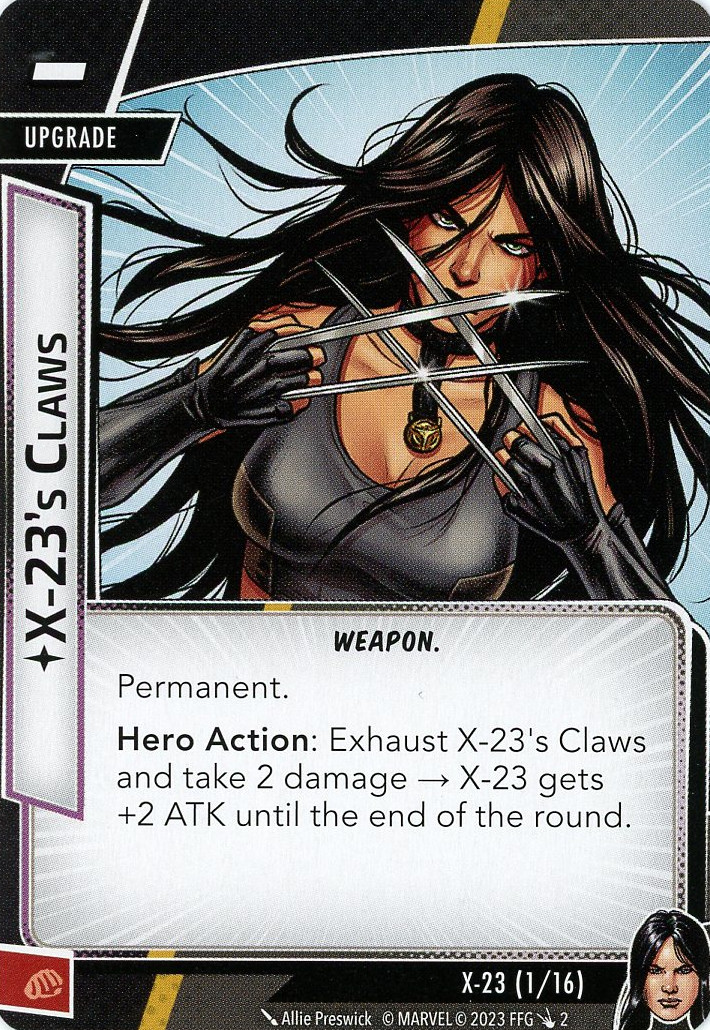 –
UPGRADE
X-23's CLAWS
WEAPON.
Permanent.
Hero Action: Exhaust X-23's Claws
and take 2 damage → X-23 gets
+2 ATK until the end of the round.
X-23 (1/16)
Allie Preswick © MARVEL © 2023 FFG 2